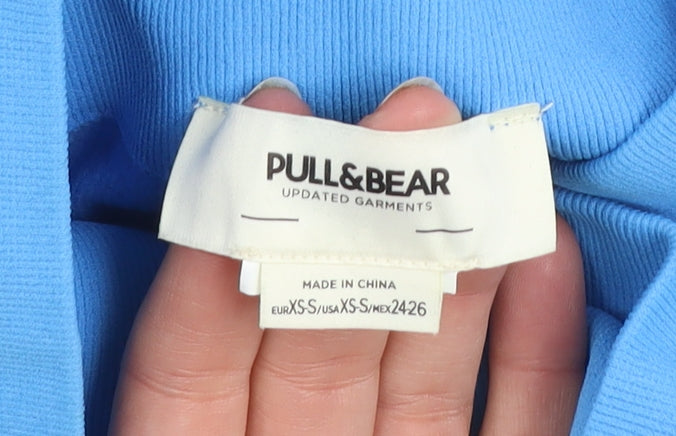 PULL&BEAR
UPDATED GARMENTS
MADE IN CHINA
EURXS-S/USAXS-S/MEX24-26